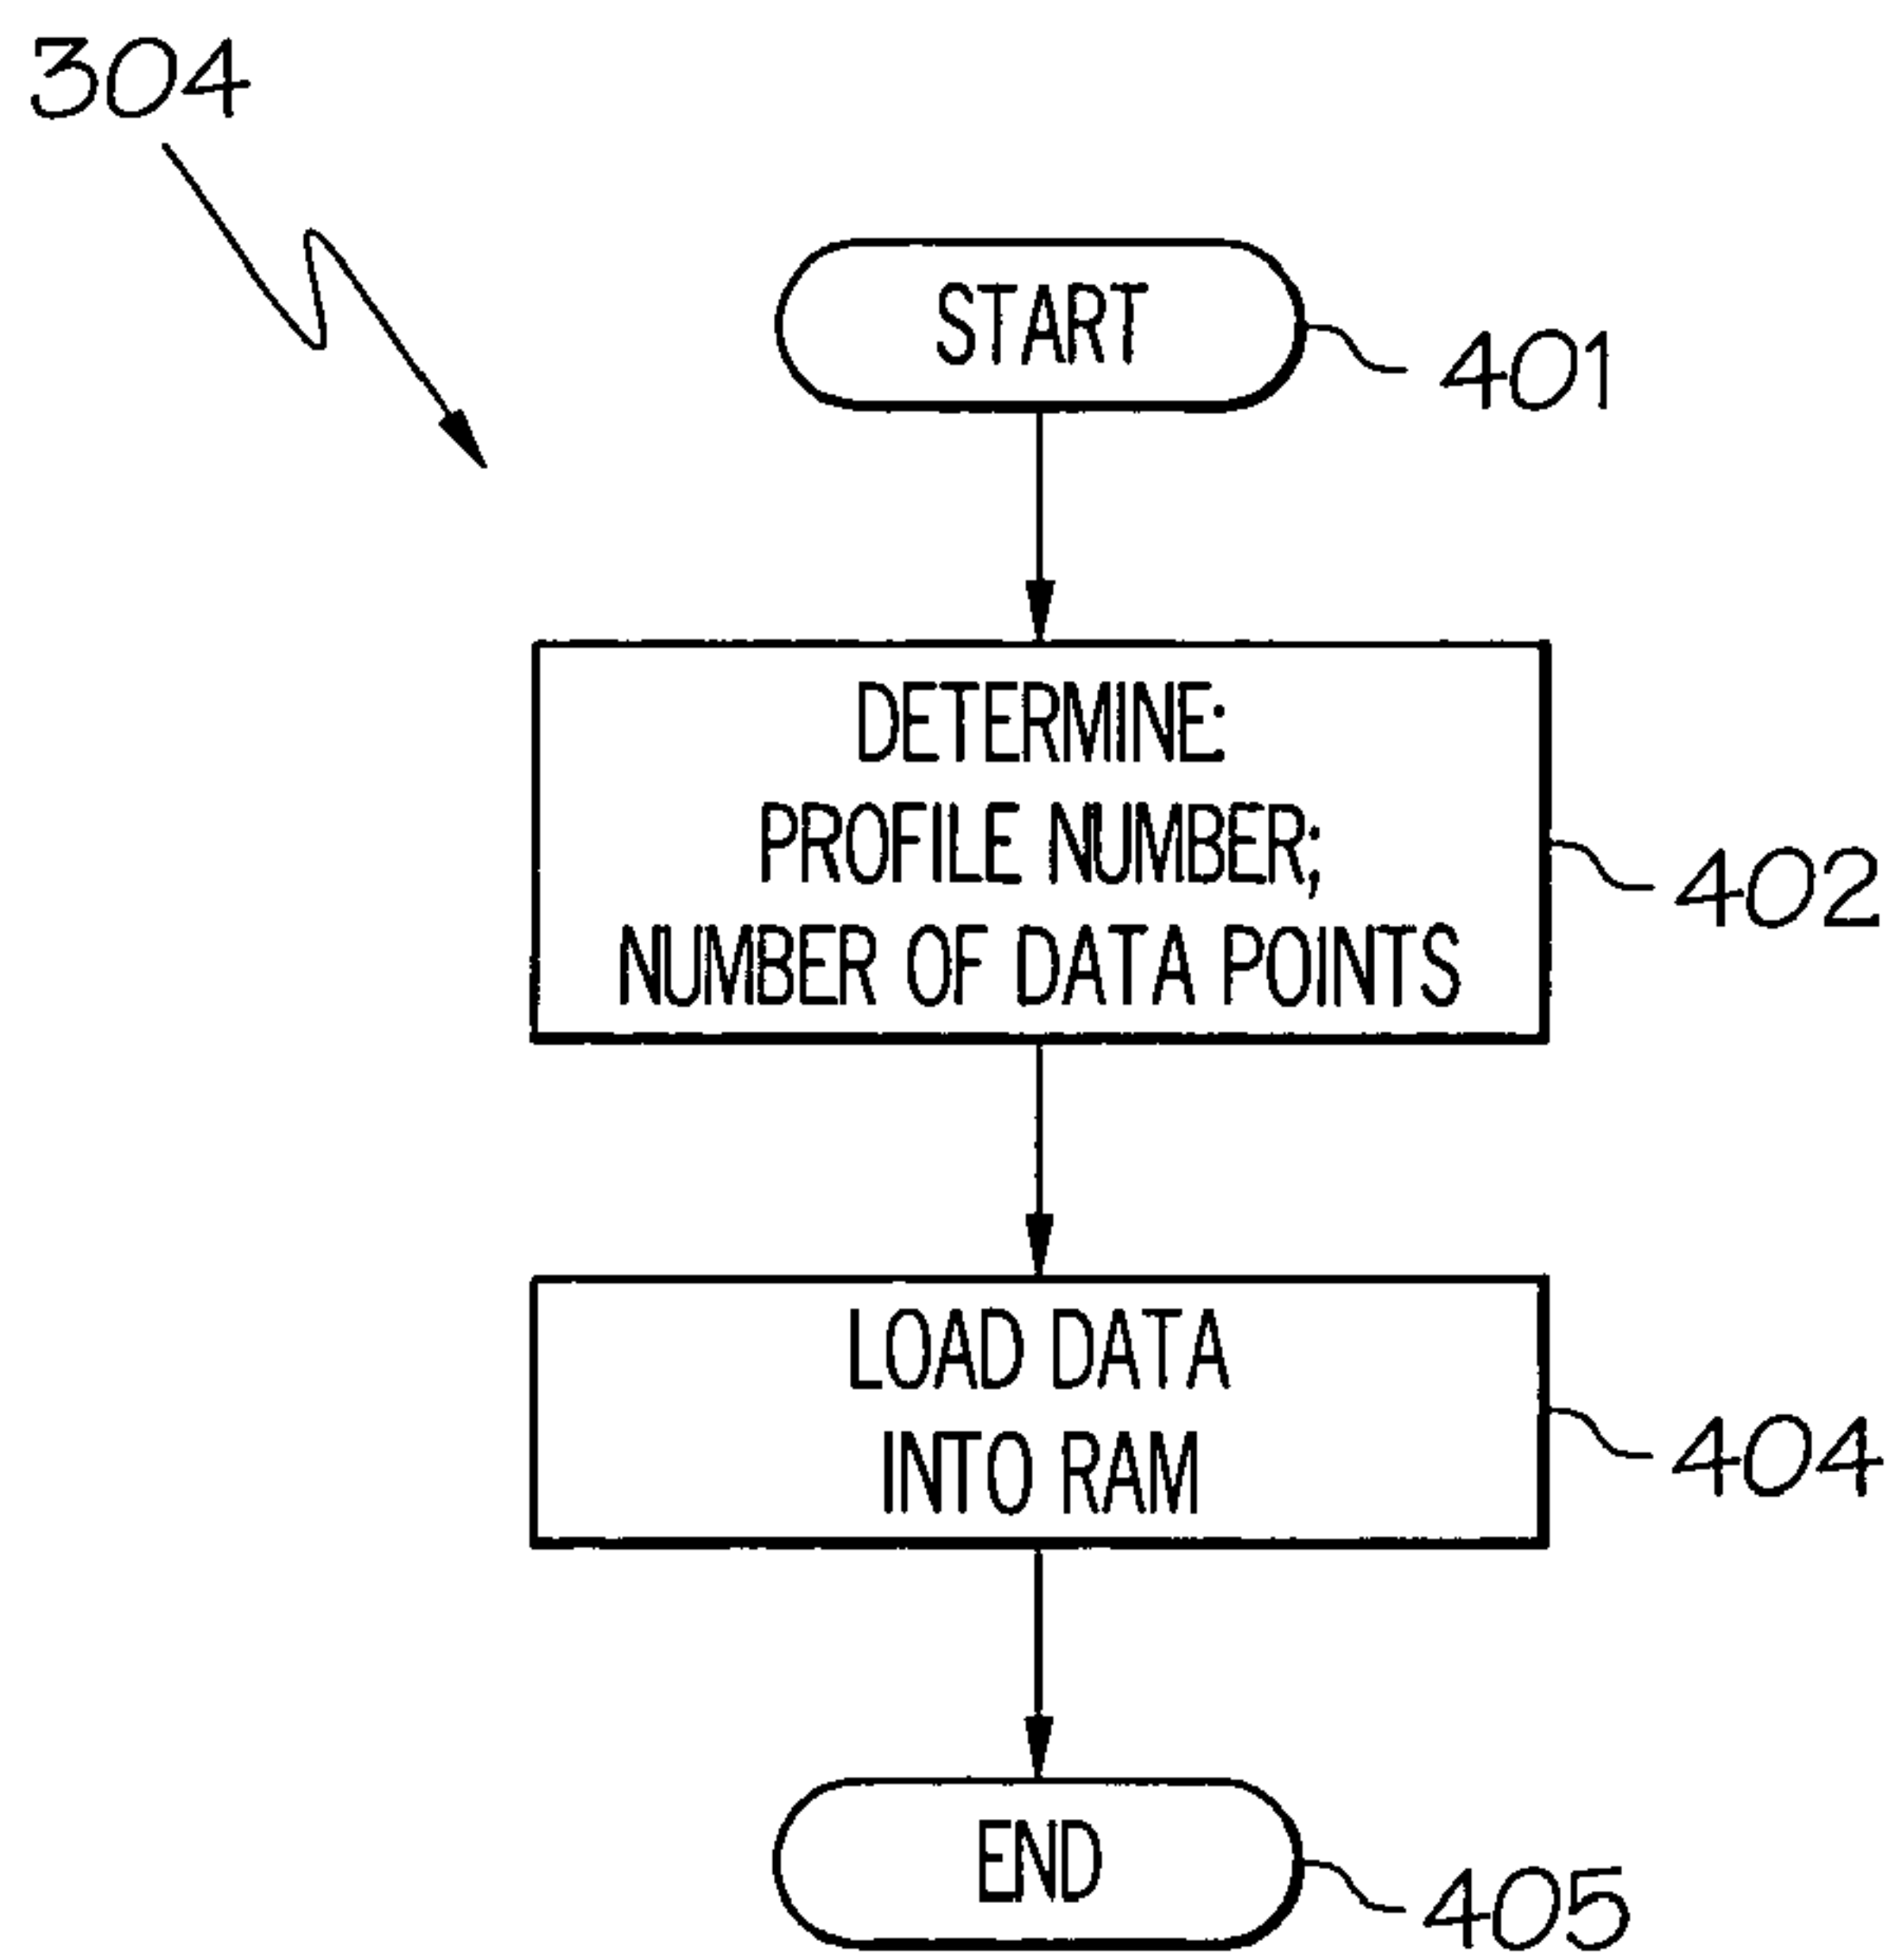 304
START
401
DETERMINE:
PROFILE NUMBER;
NUMBER OF DATA POINTS
402
LOAD DATA
INTO RAM
404
END
405